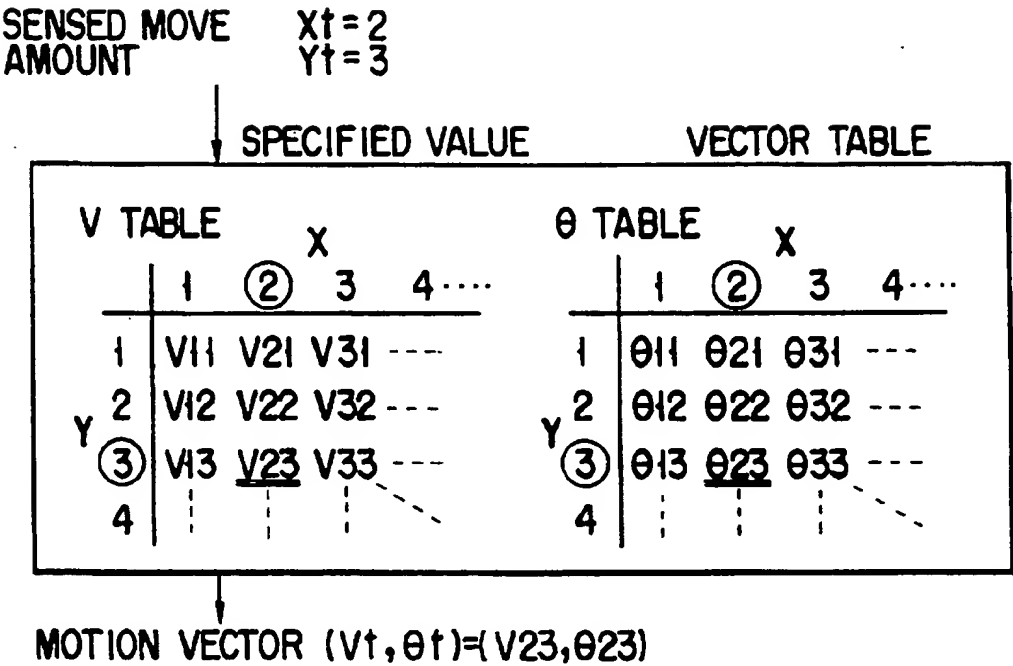 SENSED MOVE Xt=2
AMOUNT Yt=3
SPECIFIED VALUE VECTOR TABLE
V TABLE θ TABLE
X X
1 2 3 4 ···· 1 2 3 4 ····
1 V11 V21 V31 ---- 1 θ11 θ21 θ31 ---
2 V12 V22 V32 --- 2 θ12 θ22 θ32 ---
Y Y
3 V13 V23 V33 --- 3 θ13 θ23 θ33 ---
4 4
MOTION VECTOR (Vt,θt)=(V23,θ23)